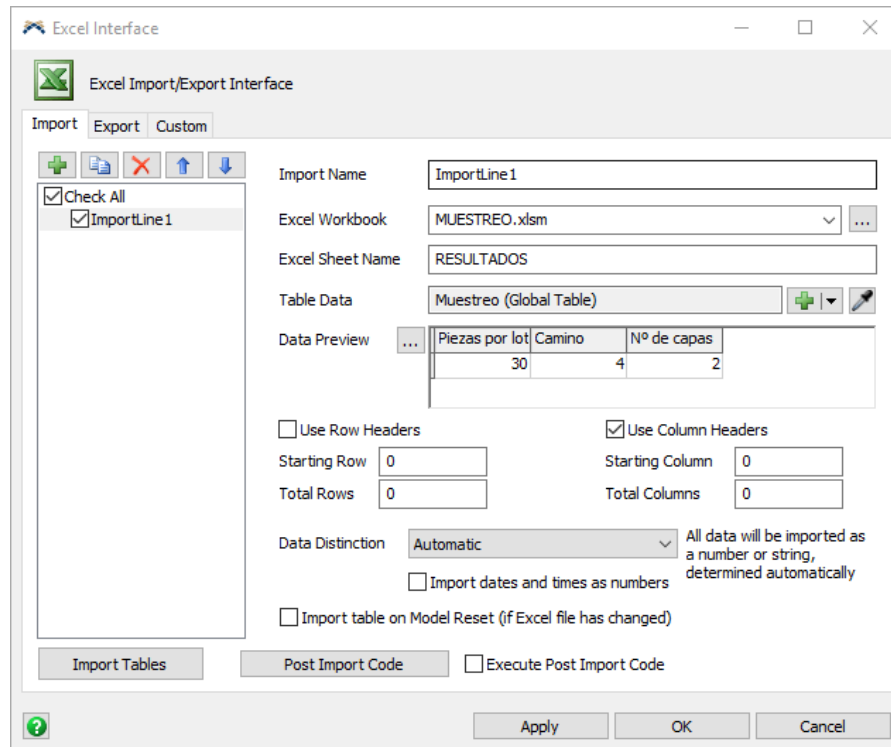 Excel Interface
Excel Import/Export Interface
Import Export Custom
Check All
ImportLine1
Import Name ImportLine1
Excel Workbook MUESTREO.xlsm ...
Excel Sheet Name RESULTADOS
Table Data Muestreo (Global Table)
Data Preview ... Piezas por lot Camino Nº de capas
30 4 2
Use Row Headers Use Column Headers
Starting Row 0 Starting Column 0
Total Rows 0 Total Columns 0
Data Distinction Automatic All data will be imported as
a number or string,
determined automatically
Import dates and times as numbers
Import table on Model Reset (if Excel file has changed)
Import Tables Post Import Code Execute Post Import Code
? Apply OK Cancel